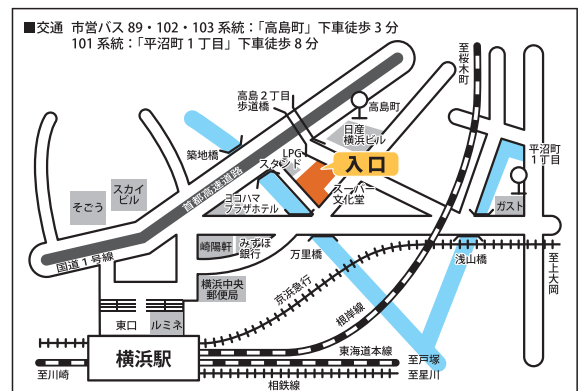 ■交通 市営バス 89・102・103 系統：「高島町」下車徒歩 3 分
101 系統：「平沼町 1 丁目」下車徒歩 8 分
至桜木町
高島２丁目
歩道橋
高島町
日産
横浜ビル
築地橋
LPG
スタンド
入口
平沼町
1丁目
スカイ
ビル
そごう
首都高速道路
ヨコハマ
プラザホテル
スーパー
文化堂
ガスト
国道１号線
崎陽軒
みずほ
銀行
万里橋
浅山橋
至上大岡
横浜中央
郵便局
京浜急行
根岸線
東口
ルミネ
横浜駅
東海道本線
至戸塚
至川崎
至星川
相鉄線